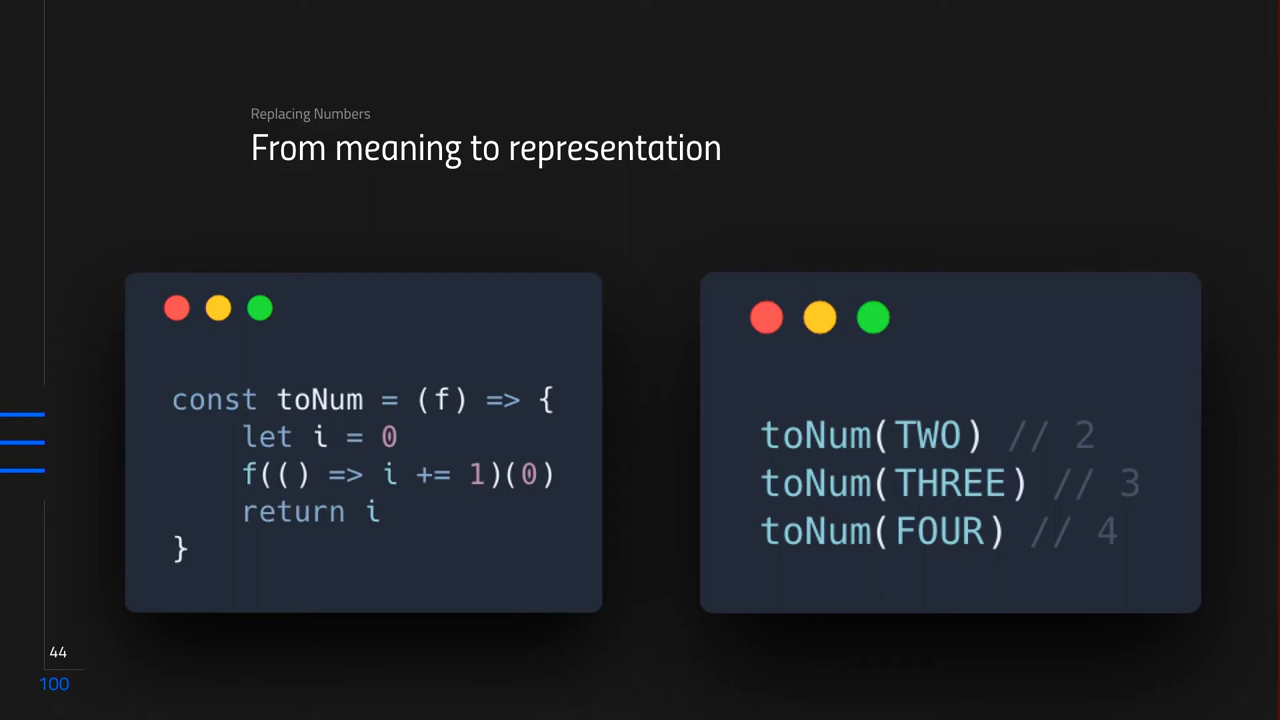 Replacing Numbers
From meaning to representation
const toNum = (f) => {
    let i = 0
    f(() => i += 1)(0)
    return i
}
toNum(TWO) // 2
toNum(THREE) // 3
toNum(FOUR) // 4
44
100